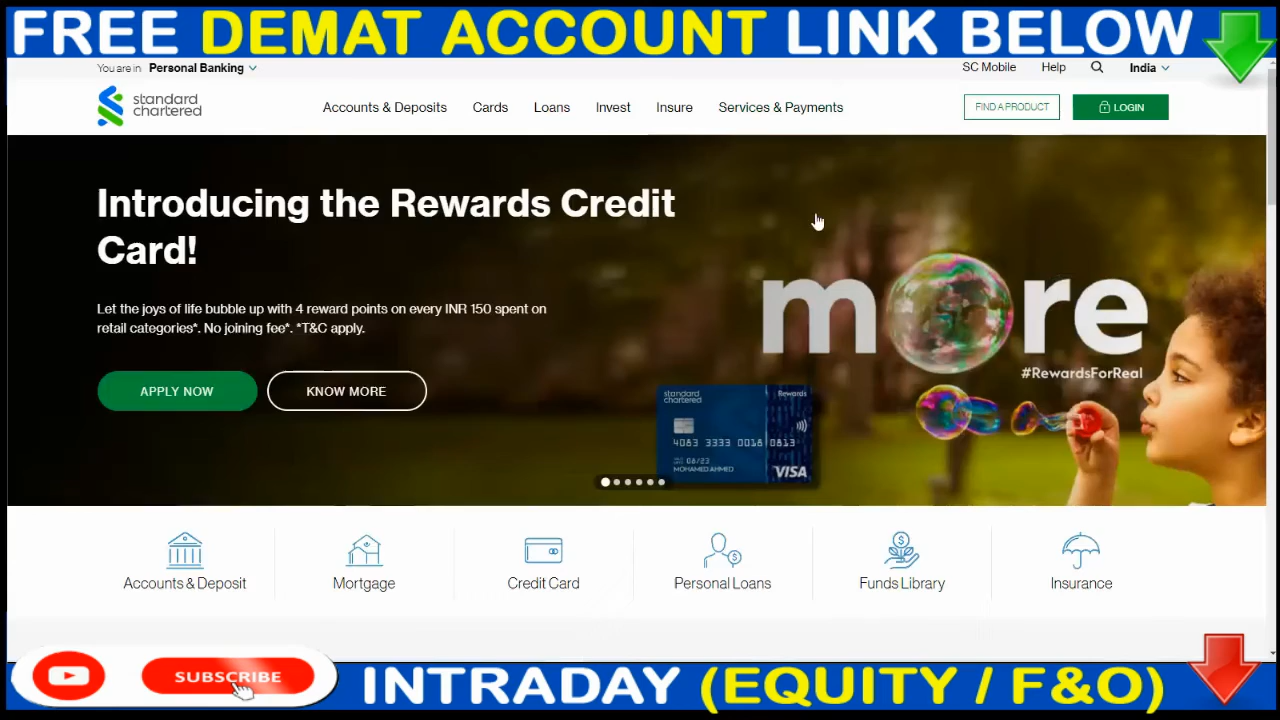 FREE DEMAT ACCOUNT LINK BELOW
You are in Personal Banking
SC Mobile Help India
standard
chartered
Accounts & Deposits Cards Loans Invest Insure Services & Payments
FIND A PRODUCT LOGIN
Introducing the Rewards Credit
Card!
Let the joys of life bubble up with 4 reward points on every INR 150 spent on
retail categories*. No joining fee*. *T&C apply.
APPLY NOW KNOW MORE
more
#RewardsForReal
standard
chartered
Rewards
4083 3333 0018 0813
08/23
MOHAMED AHMED
VISA
Accounts & Deposit Mortgage Credit Card Personal Loans Funds Library Insurance
SUBSCRIBE
INTRADAY (EQUITY / F&O)